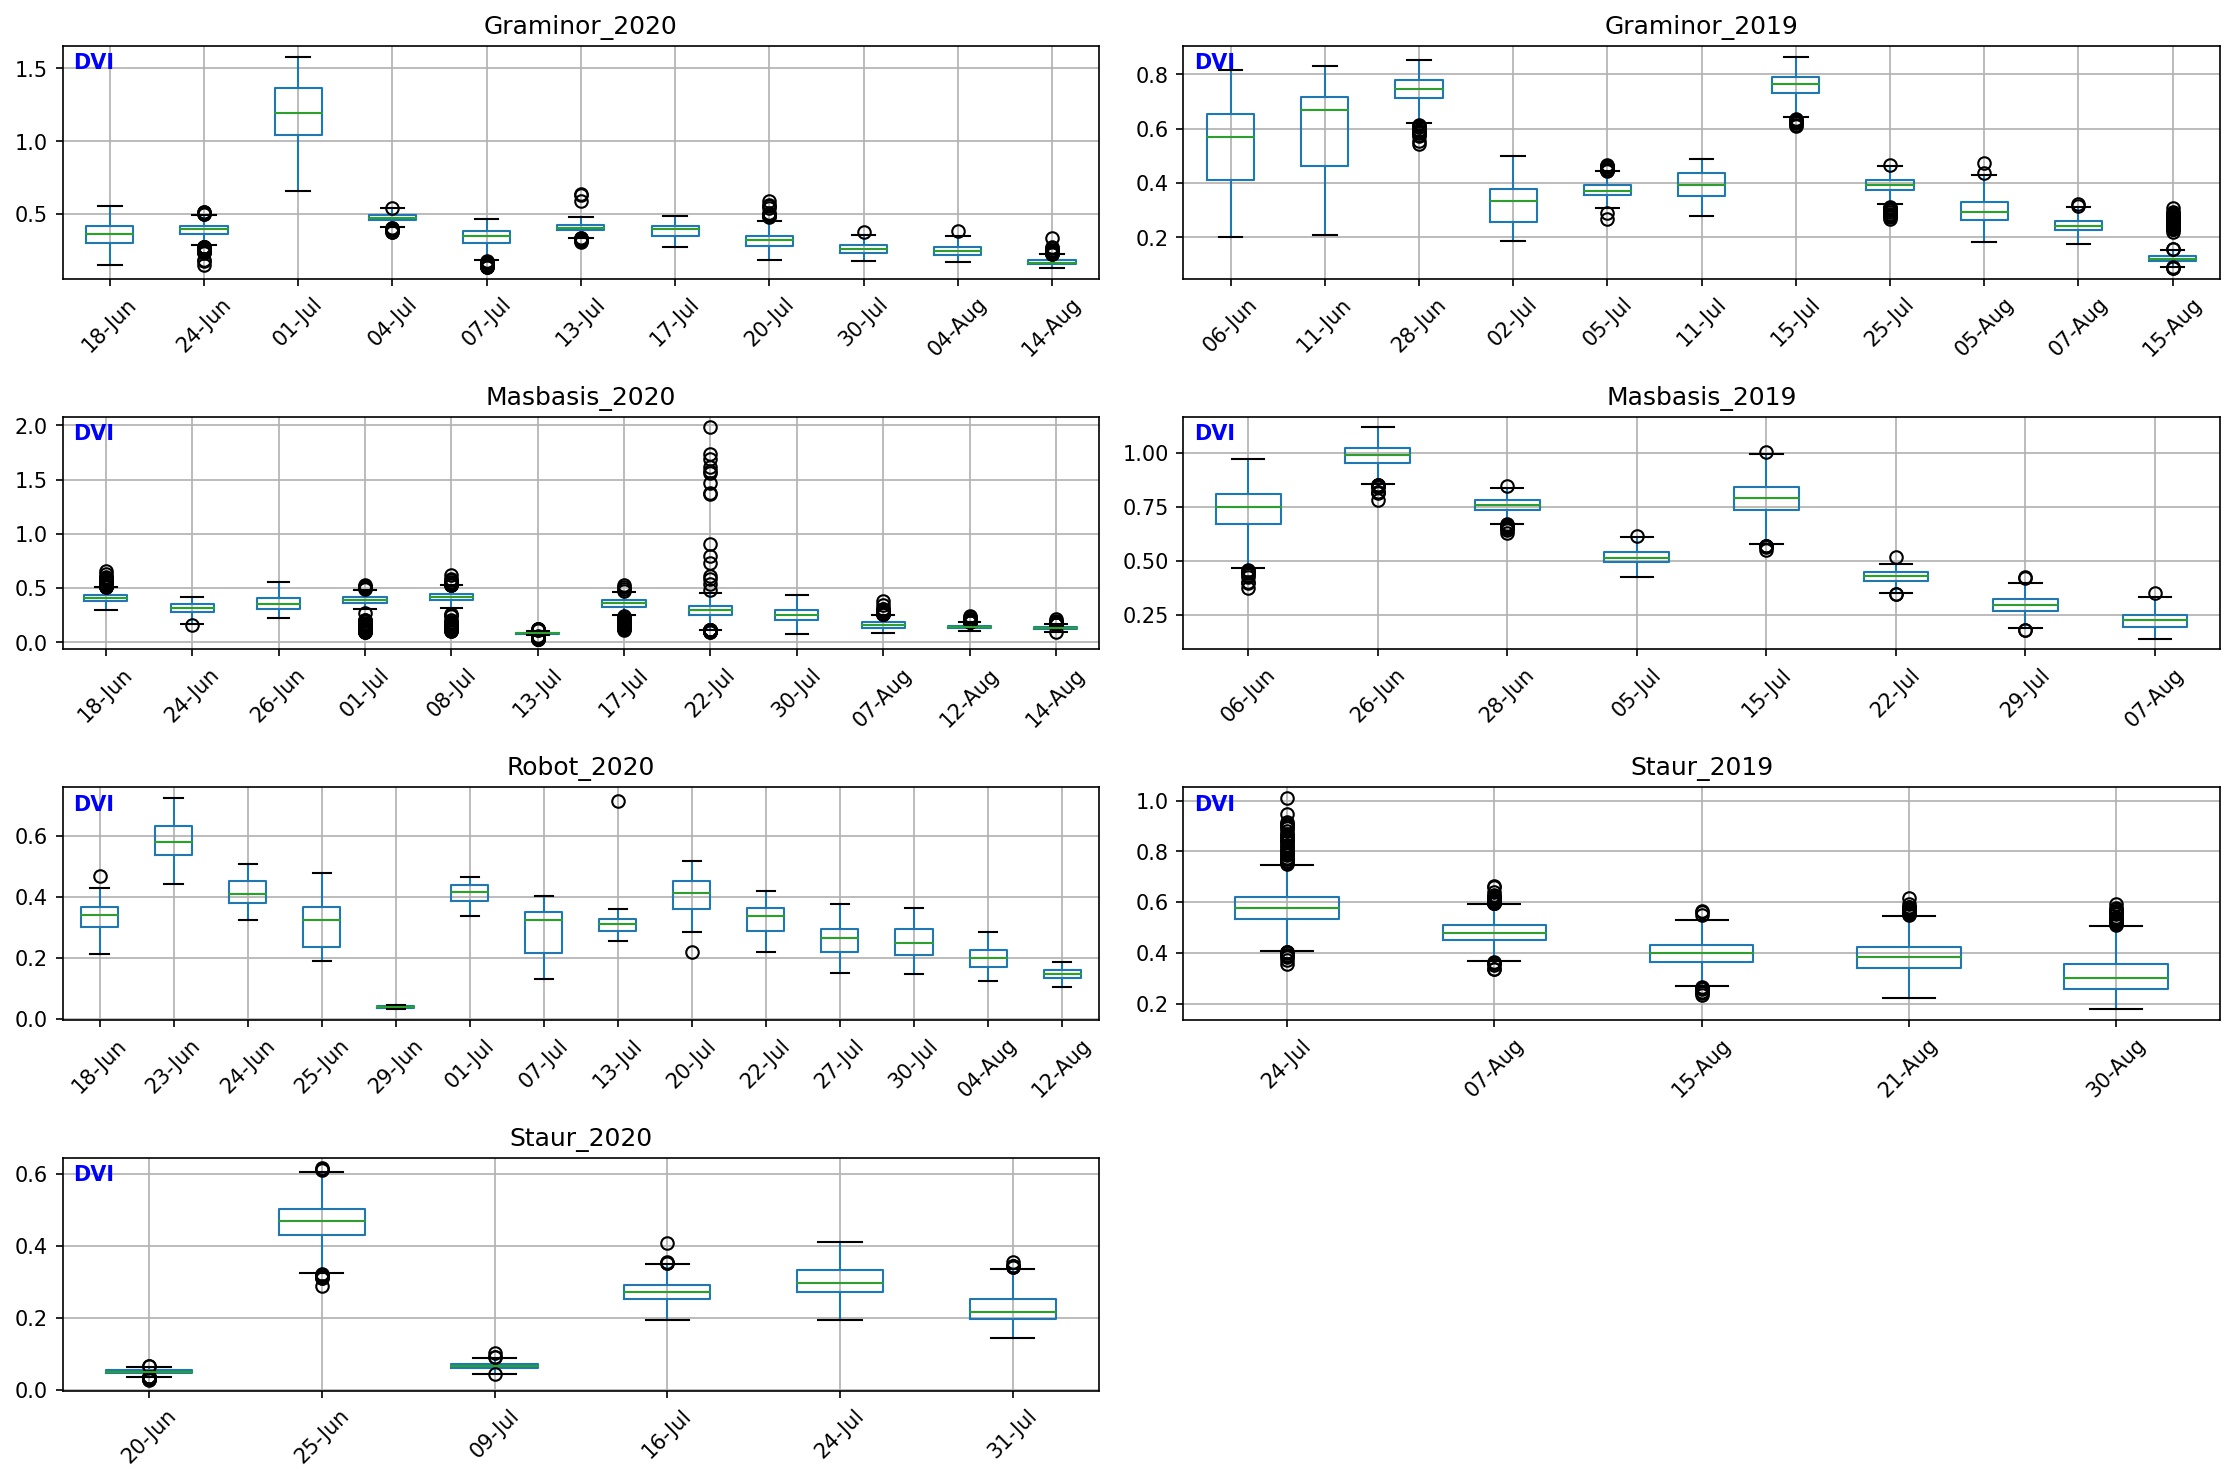 Graminor_2020
DVI
1.5
1.0
0.5
18-Jun 24-Jun 01-Jul 04-Jul 07-Jul 13-Jul 17-Jul 20-Jul 30-Jul 04-Aug 14-Aug
Graminor_2019
DVI
0.8
0.6
0.4
0.2
06-Jun 11-Jun 28-Jun 02-Jul 05-Jul 11-Jul 15-Jul 25-Jul 05-Aug 07-Aug 15-Aug
Masbasis_2020
DVI
2.0
1.5
1.0
0.5
0.0
18-Jun 24-Jun 26-Jun 01-Jul 08-Jul 13-Jul 17-Jul 22-Jul 30-Jul 07-Aug 12-Aug 14-Aug
Masbasis_2019
DVI
1.00
0.75
0.50
0.25
06-Jun 26-Jun 28-Jun 05-Jul 15-Jul 22-Jul 29-Jul 07-Aug
Robot_2020
DVI
0.6
0.4
0.2
0.0
18-Jun 23-Jun 24-Jun 25-Jun 29-Jun 01-Jul 07-Jul 13-Jul 20-Jul 22-Jul 27-Jul 30-Jul 04-Aug 12-Aug
Staur_2019
DVI
1.0
0.8
0.6
0.4
0.2
24-Jul 07-Aug 15-Aug 21-Aug 30-Aug
Staur_2020
DVI
0.6
0.4
0.2
0.0
20-Jun 25-Jun 09-Jul 16-Jul 24-Jul 31-Jul